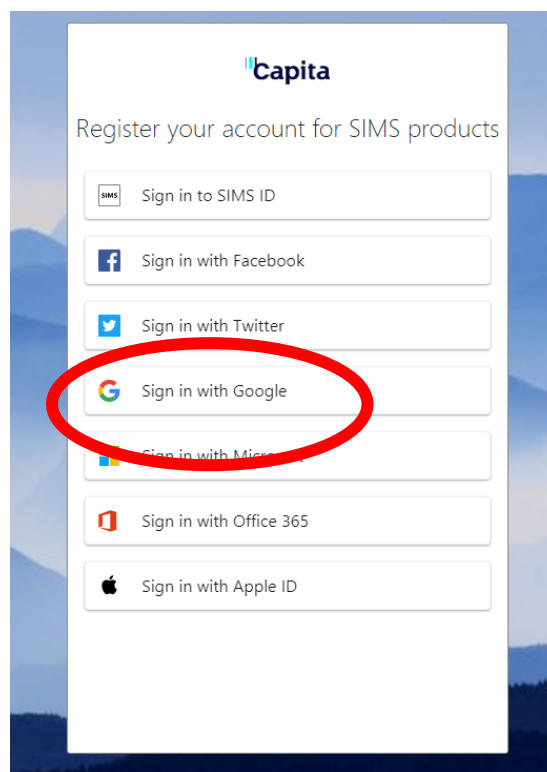 Capita
Register your account for SIMS products
SIMS Sign in to SIMS ID
Sign in with Facebook
Sign in with Twitter
Sign in with Google
Sign in with
Sign in with Office 365
Sign in with Apple ID